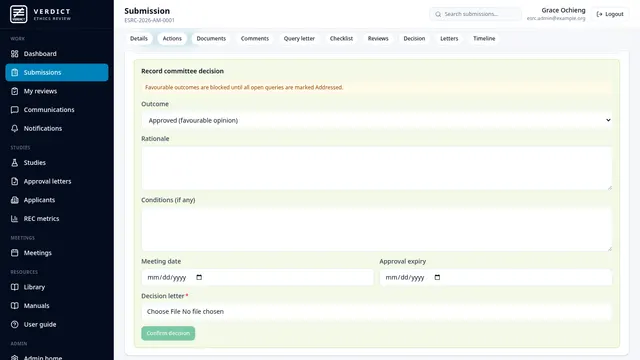 VERDICT
ETHICS REVIEW
Submission
ESRC-2026-AM-0001
Search submissions...
Grace Ochieng
esrc.admin@example.org
Logout
WORK
Dashboard
Submissions
My reviews
Communications
Notifications
STUDIES
Studies
Approval letters
Applicants
REC metrics
MEETINGS
Meetings
RESOURCES
Library
Manuals
User guide
ADMIN
Admin home
Details
Actions
Documents
Comments
Query letter
Checklist
Reviews
Decision
Letters
Timeline
Record committee decision
Favourable outcomes are blocked until all open queries are marked Addressed.
Outcome
Approved (favourable opinion)
Rationale
Conditions (if any)
Meeting date
Approval expiry
mm/dd/yyyy
mm/dd/yyyy
Decision letter*
Choose File No file chosen
Confirm decision